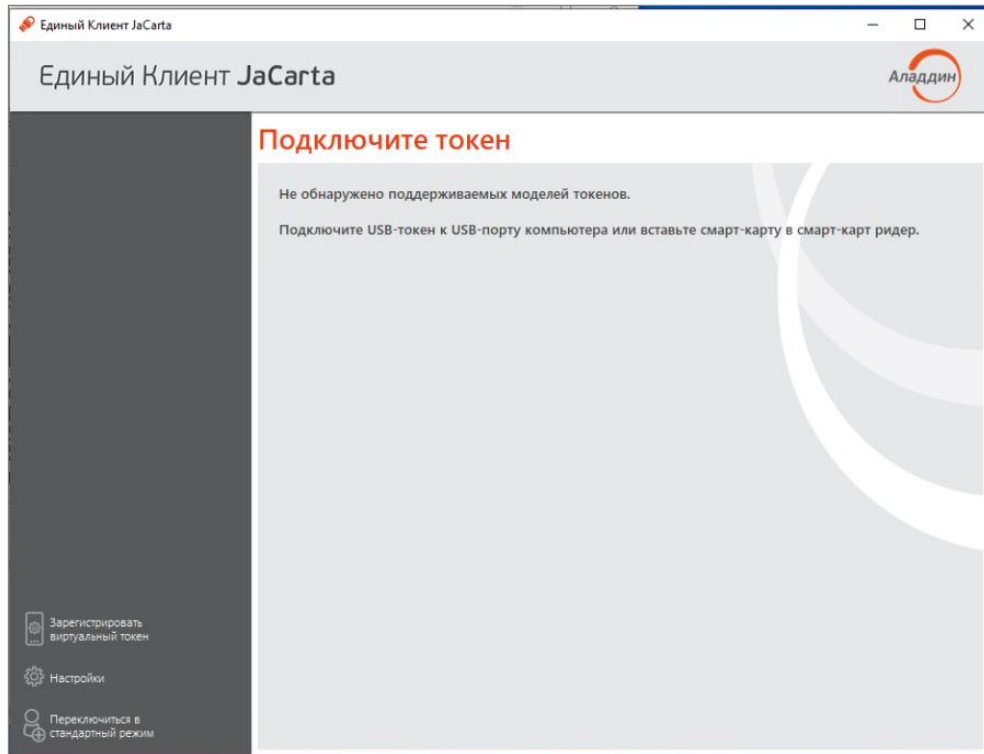 Единый Клиент JaCarta
Единый Клиент JaCarta
Аладдин
Подключите токен
Не обнаружено поддерживаемых моделей токенов.
Подключите USB-токен к USB-порту компьютера или вставьте смарт-карту в смарт-карт ридер.
Зарегистрировать
виртуальный токен
Настройки
Переключиться в
стандартный режим